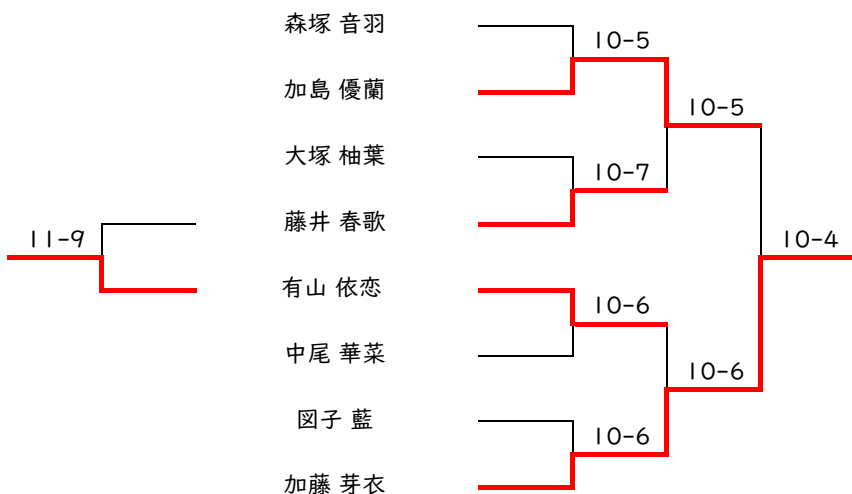 森塚 音羽
10-5
加島 優蘭
10-5
大塚 柚葉
10-7
藤井 春歌
11-9
10-4
有山 依恋
10-6
中尾 華菜
10-6
図子 藍
10-6
加藤 芽衣